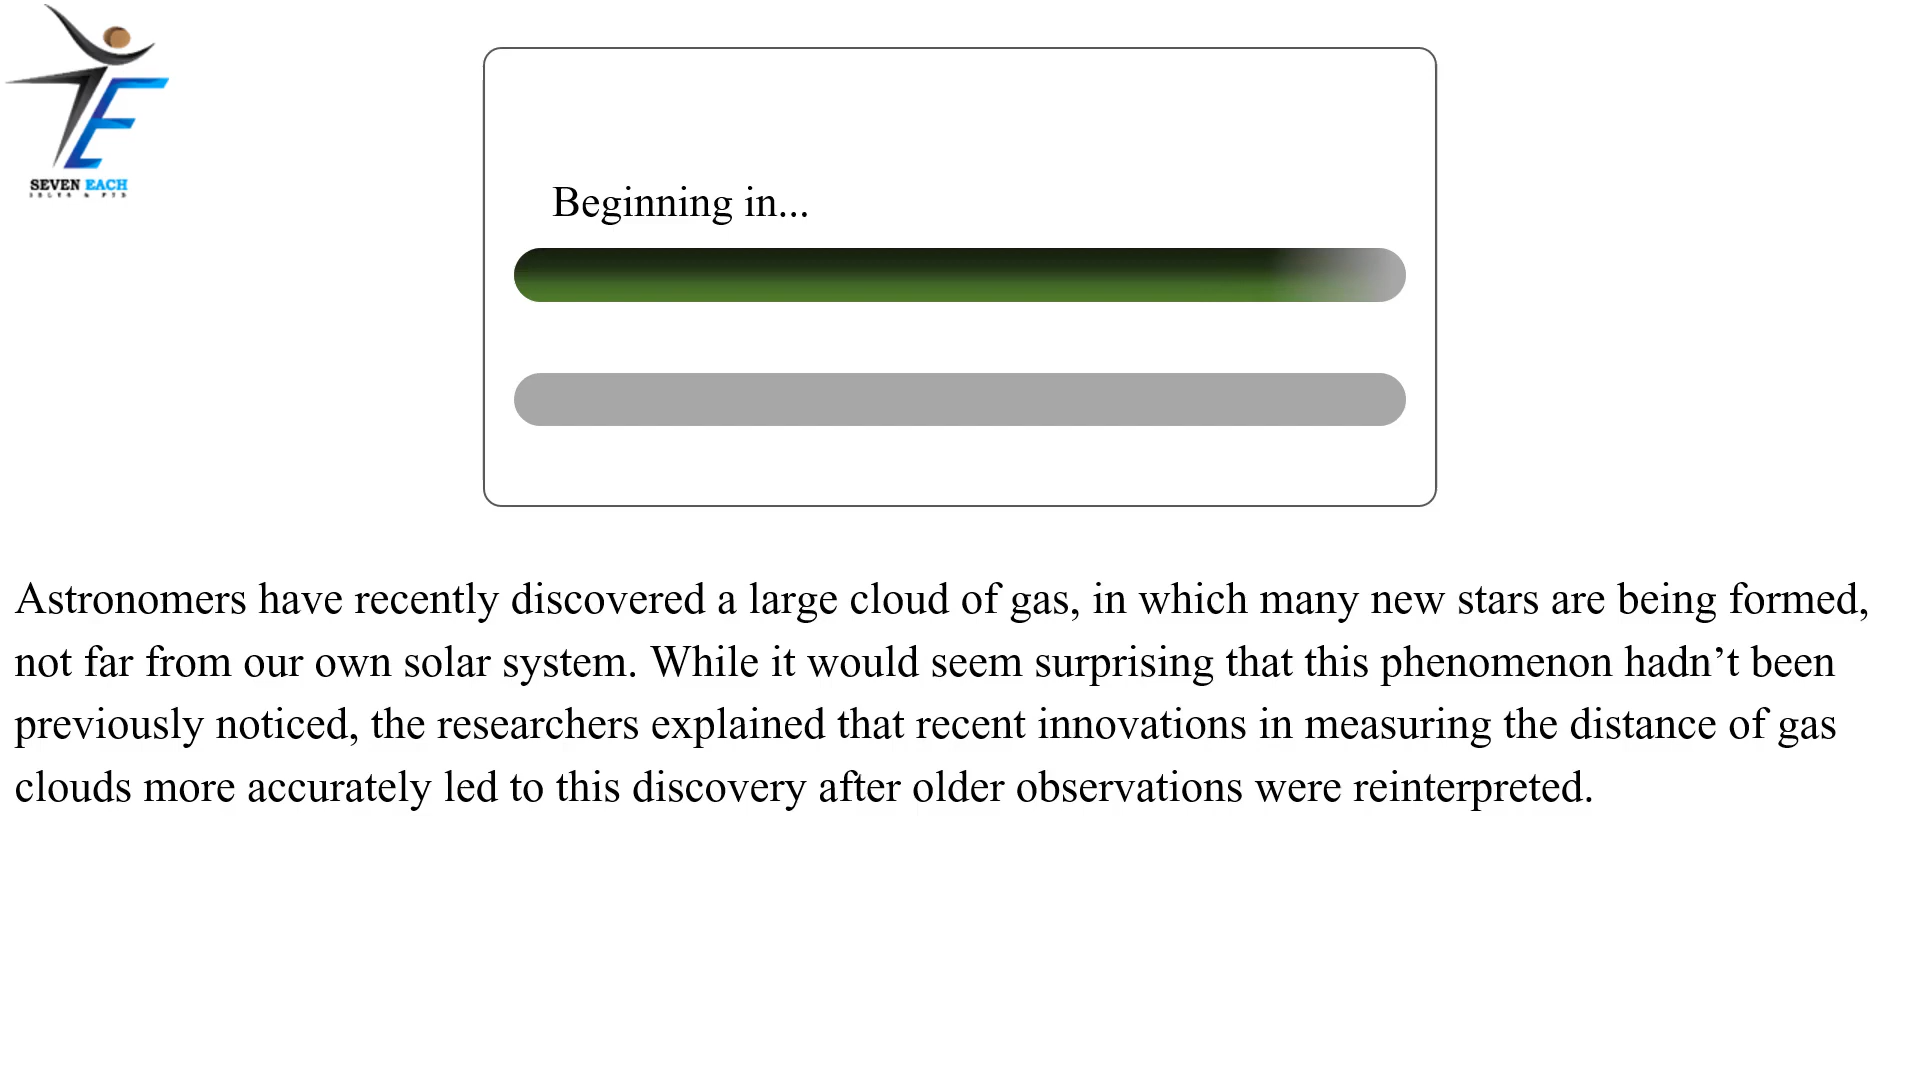 SEVEN EACH
Beginning in...
Astronomers have recently discovered a large cloud of gas, in which many new stars are being formed,
not far from our own solar system. While it would seem surprising that this phenomenon hadn’t been
previously noticed, the researchers explained that recent innovations in measuring the distance of gas
clouds more accurately led to this discovery after older observations were reinterpreted.